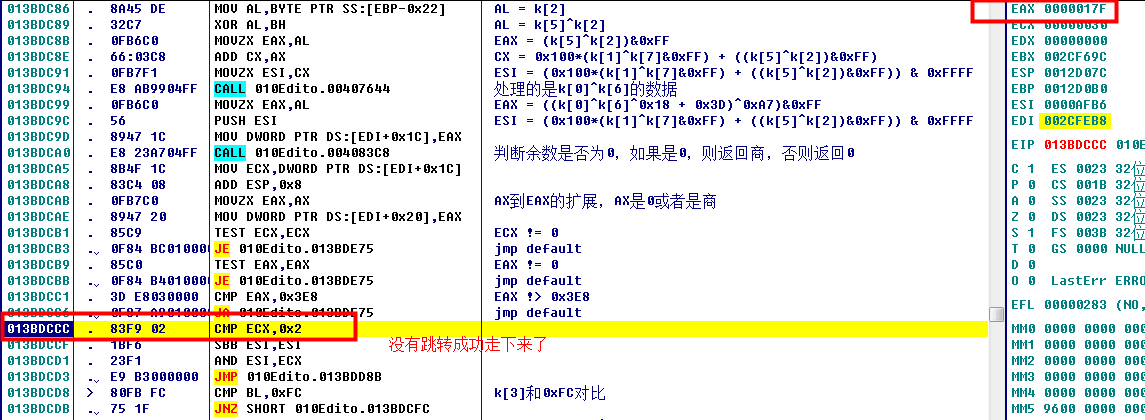 013BDC86 . 8A45 DE MOV AL,BYTE PTR SS:[EBP-0x22] AL = k[2] EAX 0000017F
013BDC89 . 32C7 XOR AL,BH AL = k[5]^k[2] ECX 00000030
013BDC8B . 0FB6C0 MOVZX EAX,AL EAX = (k[5]^k[2])&0xFF EDX 00000000
013BDC8E . 66:03C8 ADD CX,AX CX = 0x100*(k[1]^k[7]&0xFF) + ((k[5]^k[2])&0xFF) EBX 002CF69C
013BDC91 . 0FB7F1 MOVZX ESI,CX ESI = (0x100*(k[1]^k[7]&0xFF) + ((k[5]^k[2])&0xFF)) & 0xFFFF ESP 0012D07C
013BDC94 . E8 AB9904FF CALL 010Edito.00407644 处理的是k[0]^k[6]的数据 EBP 0012D0B0
013BDC99 . 0FB6C0 MOVZX EAX,AL EAX = ((k[0]^k[6]^0x18 + 0x3D)^0xA7)&0xFF ESI 0000AFB6
013BDC9C . 56 PUSH ESI ESI = (0x100*(k[1]^k[7]&0xFF) + ((k[5]^k[2])&0xFF)) & 0xFFFF EDI 002CFEB8
013BDC9D . 8947 1C MOV DWORD PTR DS:[EDI+0x1C],EAX EIP 013BDCCC 010E
013BDCA0 . E8 23A704FF CALL 010Edito.004083C8 判断余数是否为0，如果是0，则返回商，否则返回0
013BDCA5 . 8B4F 1C MOV ECX,DWORD PTR DS:[EDI+0x1C] C 1 ES 0023 32位
013BDCA8 . 83C4 08 ADD ESP,0x8 P 0 CS 001B 32位
013BDCAB . 0FB7C0 MOVZX EAX,AX AX到EAX的扩展，AX是0或者是商 A 0 SS 0023 32位
013BDCAE . 8947 20 MOV DWORD PTR DS:[EDI+0x20],EAX Z 0 DS 0023 32位
013BDCB1 . 85C9 TEST ECX,ECX ECX != 0 S 1 FS 003B 32位
013BDCB3 . 0F84 BC010000 JE 010Edito.013BDE75 jmp default T 0 GS 0000 NULL
013BDCB9 . 85C0 TEST EAX,EAX EAX != 0 D 0
013BDCBB . 0F84 B4010000 JE 010Edito.013BDE75 jmp default O 0 LastErr ERRO
013BDCC1 . 3D E8030000 CMP EAX,0x3E8 EAX !> 0x3E8
JA 010Edito.013BDE75 jmp default EFL 00000283 (NO,
013BDCCC . 83F9 02 CMP ECX,0x2 MM0 0000 0000 000
013BDCCF . 1BF6 SBB ESI,ESI 没有跳转成功走下来了 MM1 0000 0000 000
013BDCD1 . 23F1 AND ESI,ECX MM2 0000 0000 000
013BDCD3 . E9 B3000000 JMP 010Edito.013BDD8B MM3 0000 0000 000
013BDCD8 > 80FB FC CMP BL,0xFC k[3]和0xFC对比 MM4 0000 0000 000
013BDCDB . 75 1F JNZ SHORT 010Edito.013BDCFC MM5 9600 0000 000